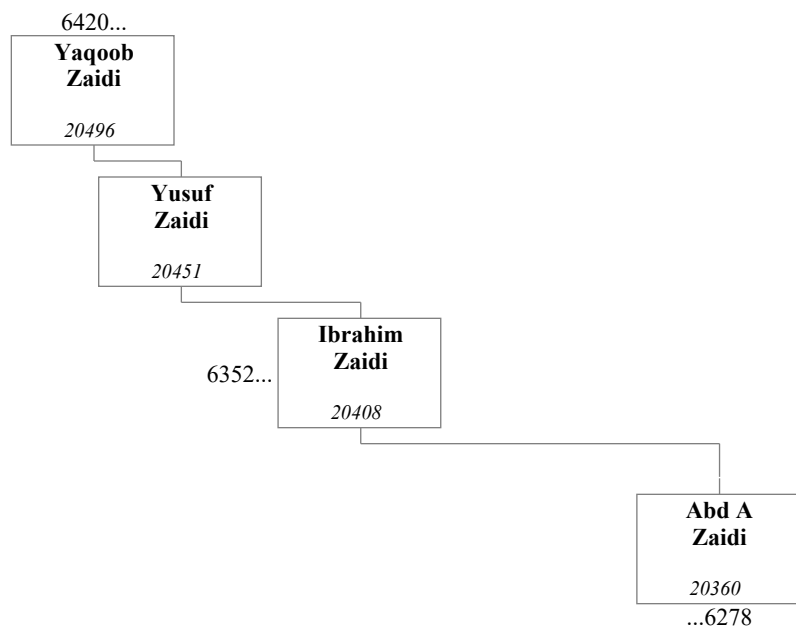 6420...
Yaqoob
Zaidi
20496
Yusuf
Zaidi
20451
Ibrahim
Zaidi
6352...
20408
Abd A
Zaidi
20360
...6278